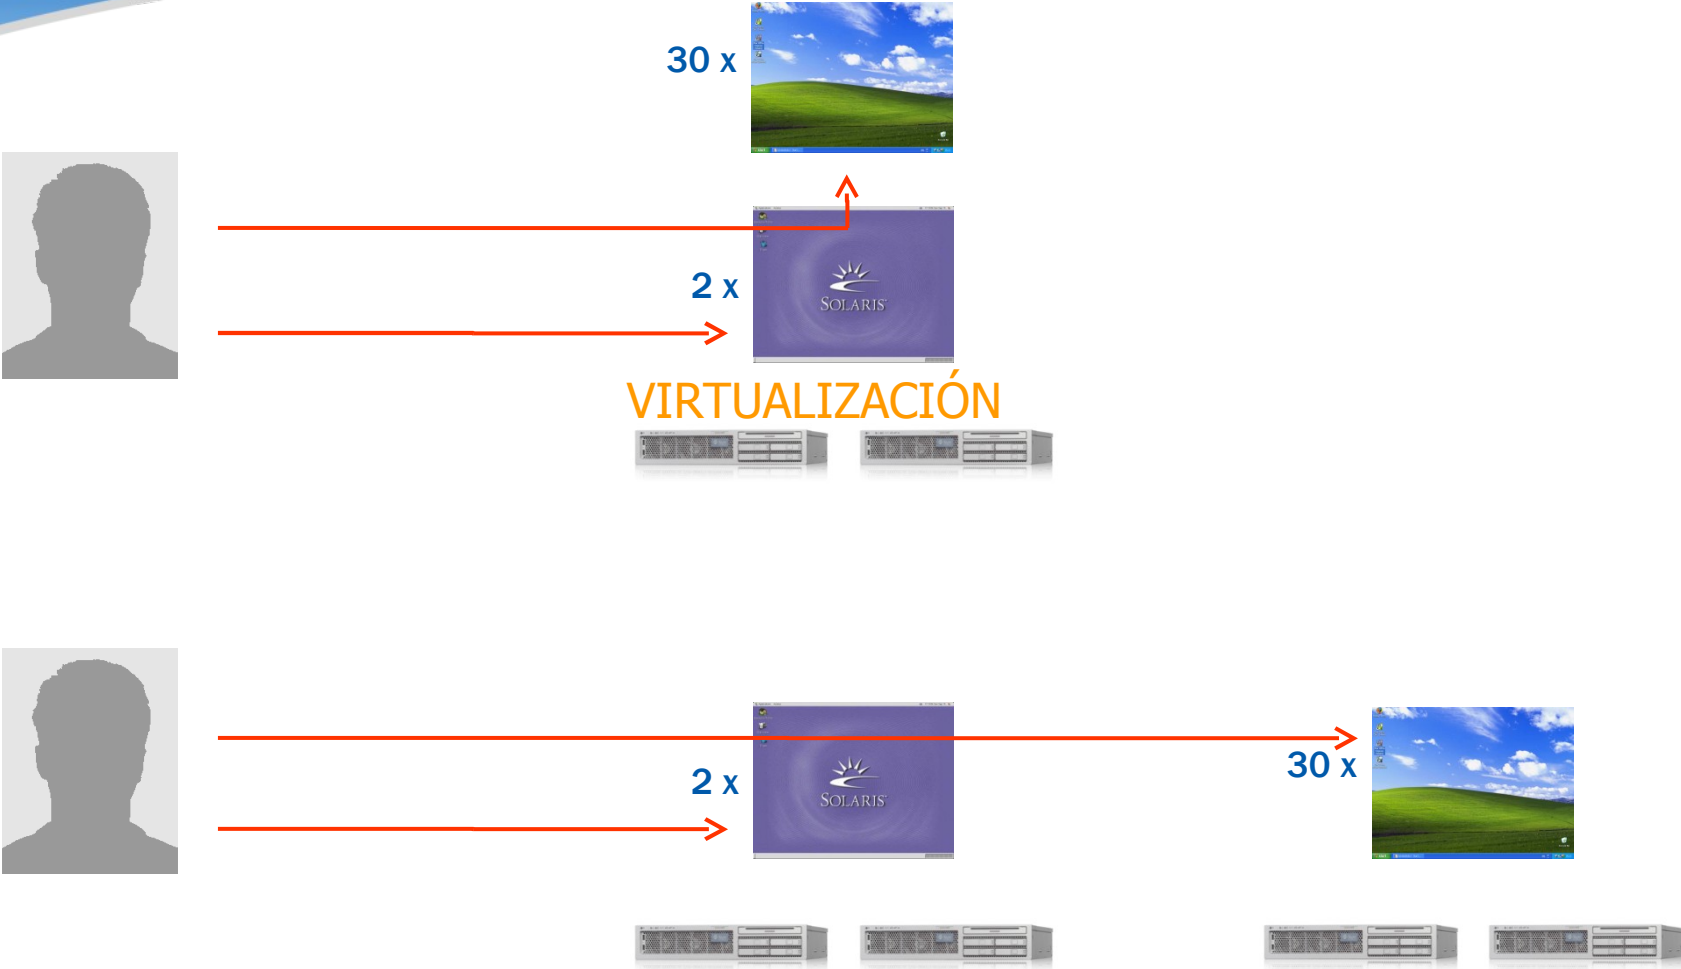 30 x
2 x
SOLARIS
VIRTUALIZACIÓN
2 x
SOLARIS
30 x